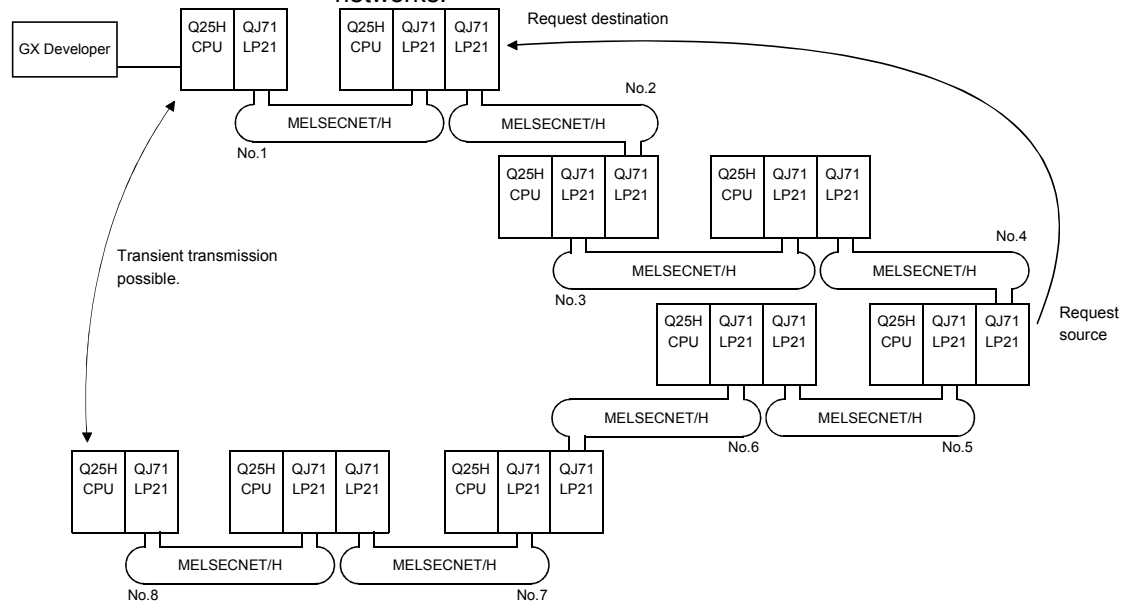 networks.
Request destination
GX Developer
Q25H CPU
QJ71 LP21
Q25H CPU
QJ71 LP21
QJ71 LP21
No.2
MELSECNET/H
MELSECNET/H
No.1
Q25H CPU
QJ71 LP21
QJ71 LP21
Q25H CPU
QJ71 LP21
QJ71 LP21
Transient transmission
possible.
No.4
MELSECNET/H
MELSECNET/H
No.3
Q25H CPU
QJ71 LP21
QJ71 LP21
Q25H CPU
QJ71 LP21
QJ71 LP21
Request
source
MELSECNET/H
MELSECNET/H
No.6
No.5
Q25H CPU
QJ71 LP21
Q25H CPU
QJ71 LP21
QJ71 LP21
Q25H CPU
QJ71 LP21
QJ71 LP21
MELSECNET/H
MELSECNET/H
No.8
No.7